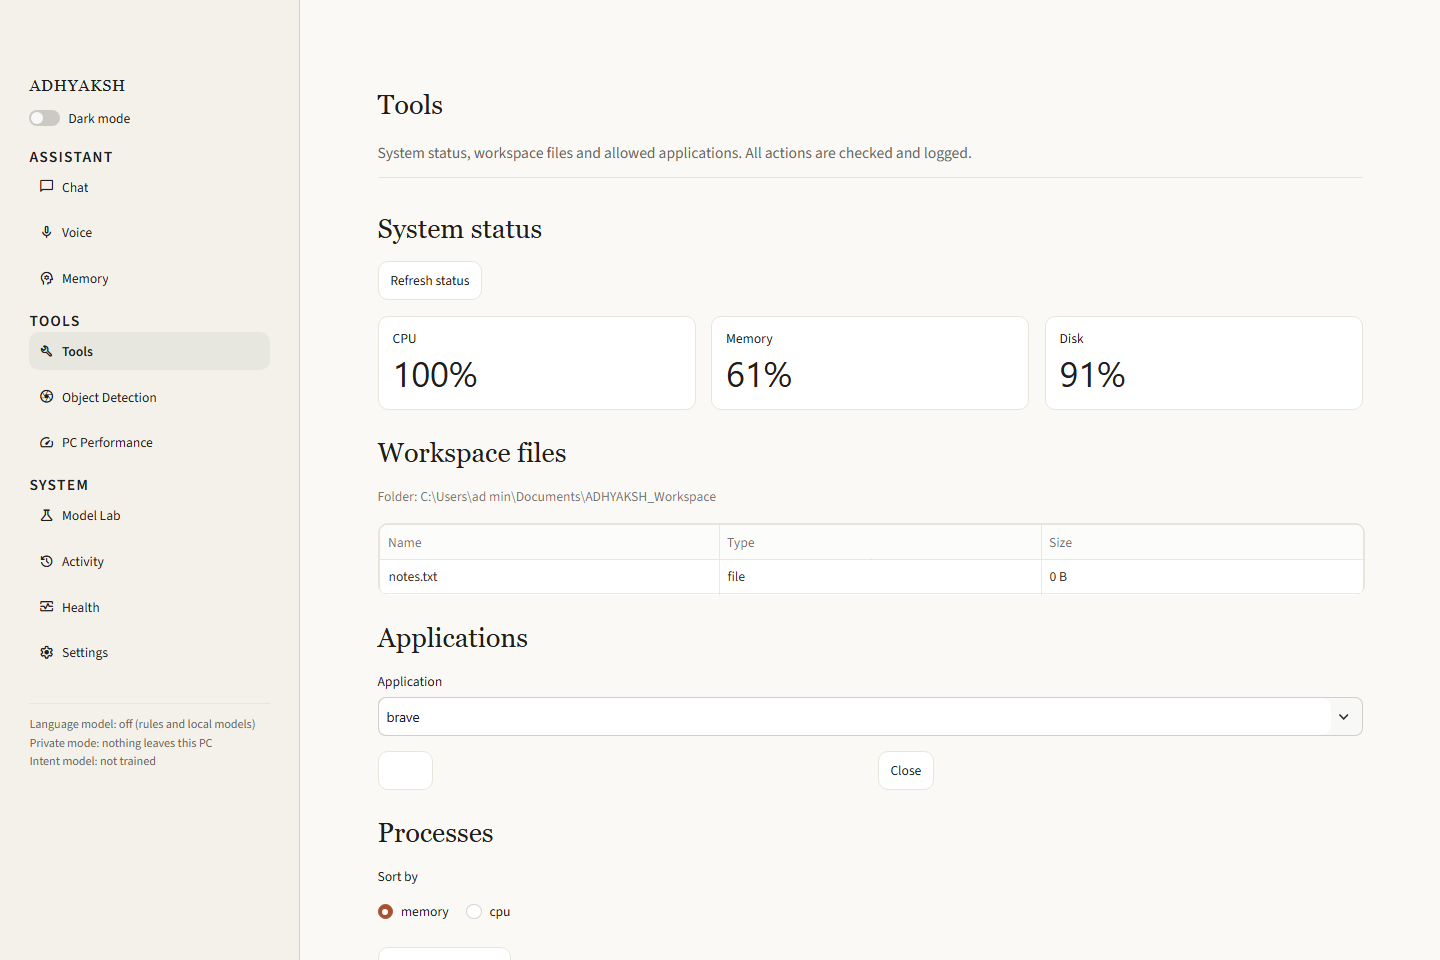 ADHYAKSH
Dark mode
ASSISTANT
Chat
Voice
Memory
TOOLS
Tools
Object Detection
PC Performance
SYSTEM
Model Lab
Activity
Health
Settings
Language model: off (rules and local models)
Private mode: nothing leaves this PC
Intent model: not trained
Tools
System status, workspace files and allowed applications. All actions are checked and logged.
System status
Refresh status
CPU
100%
Memory
61%
Disk
91%
Workspace files
Folder: C:\Users\ad min\Documents\ADHYAKSH_Workspace
Name Type Size
notes.txt file 0 B
Applications
Application
brave
Close
Processes
Sort by
memory cpu